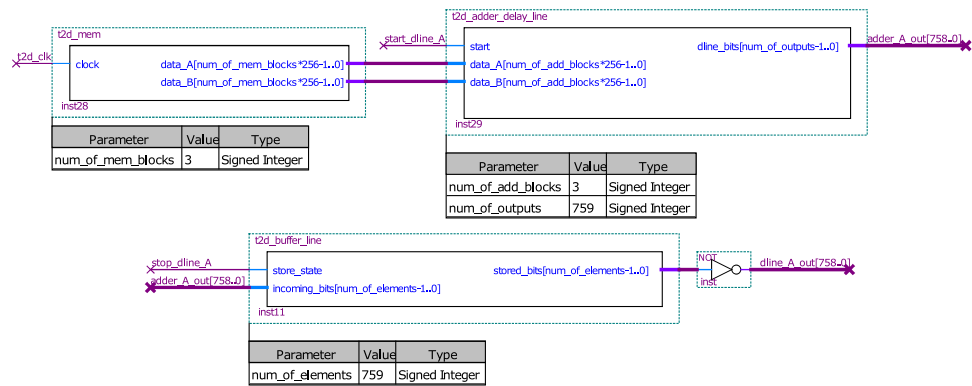 t2d_mem
t2d_clk
clock
data_A[num_of_mem_blocks*256-1..0]
data_B[num_of_mem_blocks*256-1..0]
inst28
Parameter Value Type
num_of_mem_blocks 3 Signed Integer
t2d_adder_delay_line
start_dline_A
start
dline_bits[num_of_outputs-1..0]
adder_A_out[758..0]
data_A[num_of_add_blocks*256-1..0]
data_B[num_of_add_blocks*256-1..0]
inst29
Parameter Value Type
num_of_add_blocks 3 Signed Integer
num_of_outputs 759 Signed Integer
t2d_buffer_line
stop_dline_A
store_state
stored_bits[num_of_elements-1..0]
adder_A_out[758..0]
incoming_bits[num_of_elements-1..0]
inst11
NOT
inst
dline_A_out[758..0]
Parameter Value Type
num_of_elements 759 Signed Integer